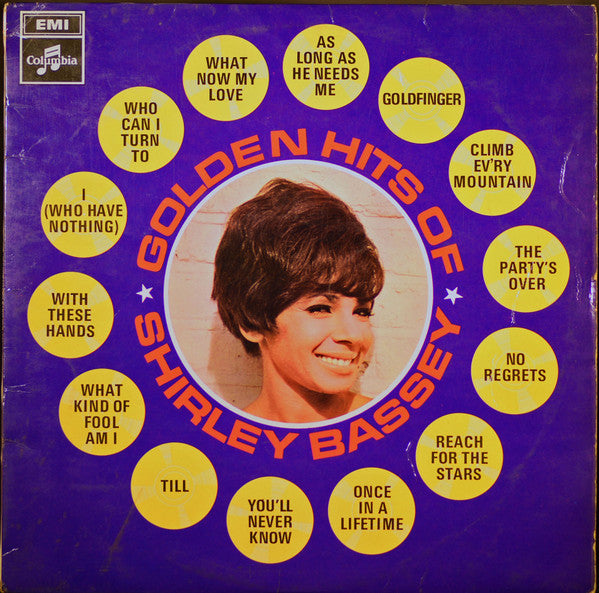 EMI
Columbia
GOLDEN HITS OF
SHIRLEY BASSEY
AS
LONG AS
HE NEEDS
ME
GOLDFINGER
CLIMB
EV'RY
MOUNTAIN
THE
PARTY'S
OVER
NO
REGRETS
REACH
FOR THE
STARS
ONCE
IN A
LIFETIME
YOU'LL
NEVER
KNOW
TILL
WHAT
KIND OF
FOOL
AM I
WITH
THESE
HANDS
I
(WHO HAVE
NOTHING)
WHO
CAN I
TURN
TO
WHAT
NOW MY
LOVE